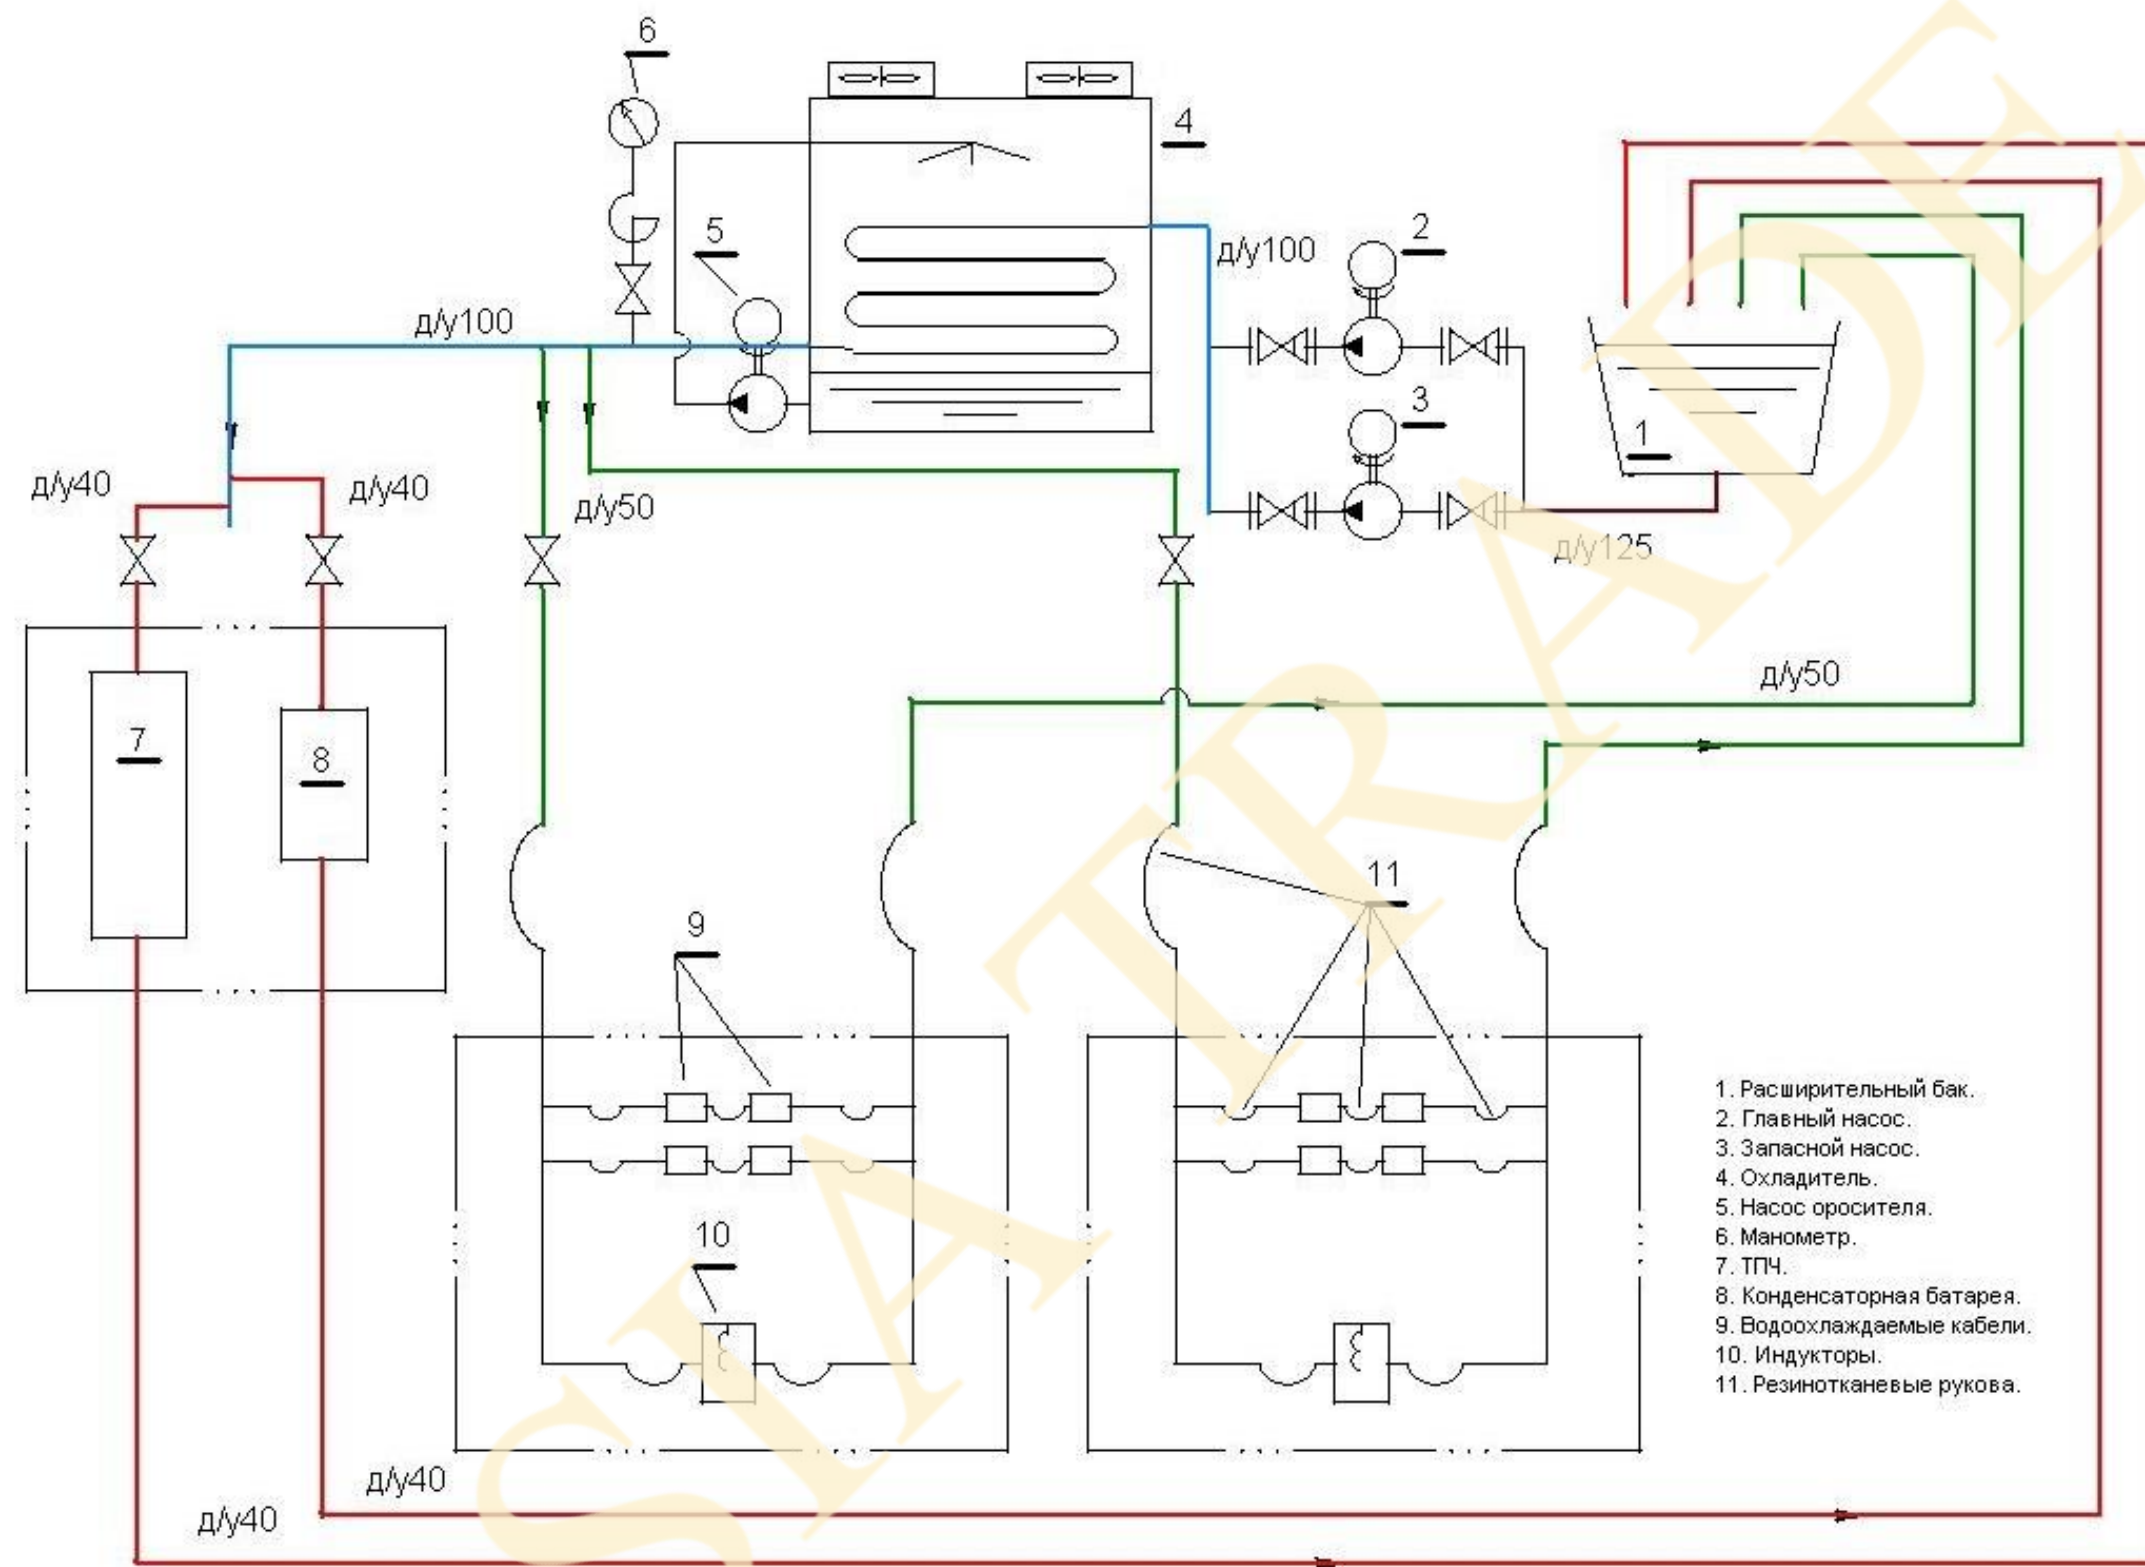 6
4
5
2
д/у100
д/у100
3
1
д/у40
д/у40
д/у50
д/у125
д/у50
7
8
11
9
10
1. Расширительный бак.
2. Главный насос.
3. Запасной насос.
4. Охладитель.
5. Насос оросителя.
6. Манометр.
7. ТПЧ.
8. Конденсаторная батарея.
9. Водоохлаждаемые кабели.
10. Индукторы.
11. Резинотканевые рукова.
д/у40
д/у40
SIA TRADE